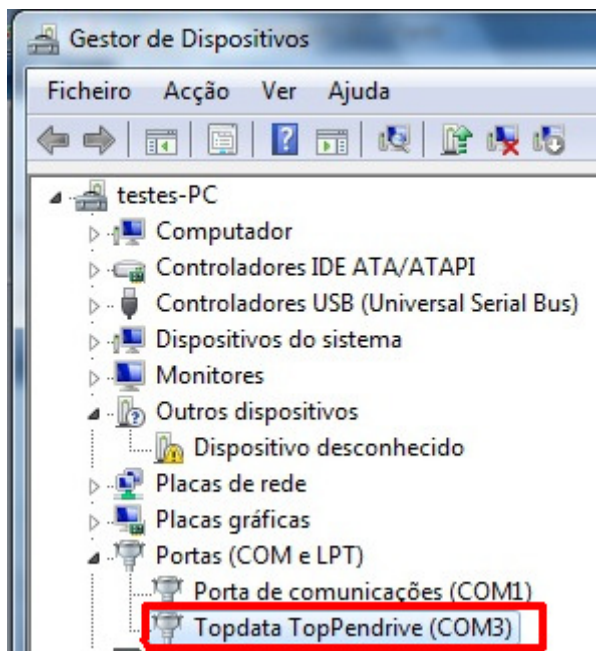 Gestor de Dispositivos
Ficheiro Acção Ver Ajuda
testes-PC
Computador
Controladores IDE ATA/ATAPI
Controladores USB (Universal Serial Bus)
Dispositivos do sistema
Monitores
Outros dispositivos
Dispositivo desconhecido
Placas de rede
Placas gráficas
Portas (COM e LPT)
Porta de comunicações (COM1)
Topdata TopPendrive (COM3)